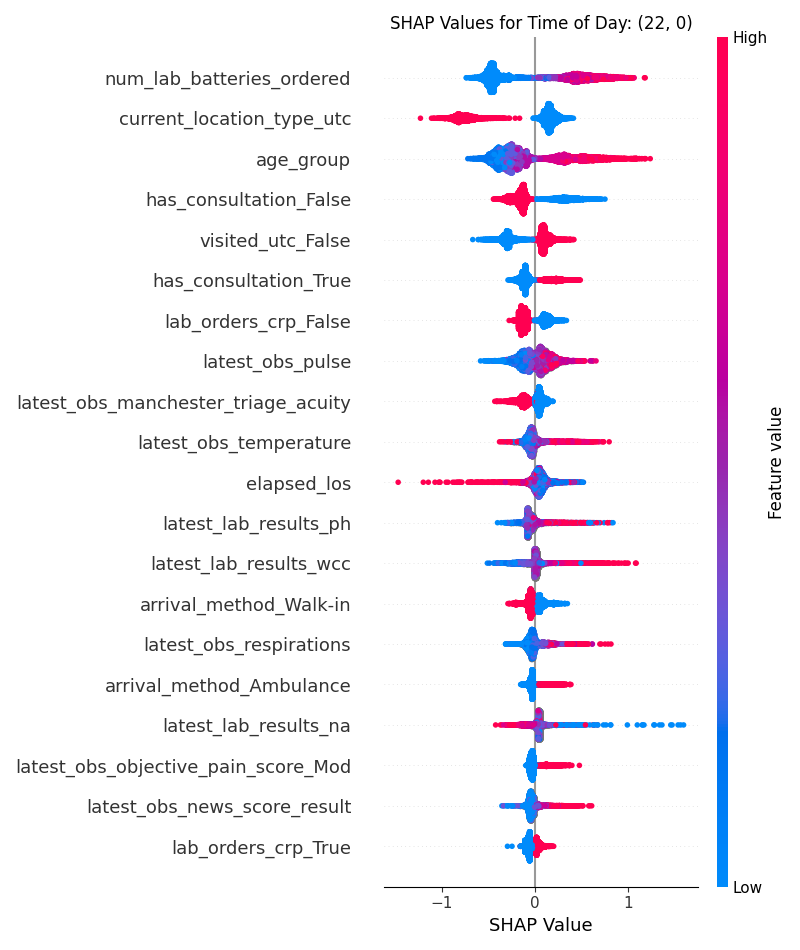 SHAP Values for Time of Day: (22, 0)
High
num_lab_batteries_ordered
current_location_type_utc
age_group
has_consultation_False
visited_utc_False
has_consultation_True
lab_orders_crp_False
latest_obs_pulse
latest_obs_manchester_triage_acuity
latest_obs_temperature
elapsed_los
latest_lab_results_ph
latest_lab_results_wcc
arrival_method_Walk-in
latest_obs_respirations
arrival_method_Ambulance
latest_lab_results_na
latest_obs_objective_pain_score_Mod
latest_obs_news_score_result
lab_orders_crp_True
Feature value
Low
−1 0 1
SHAP Value